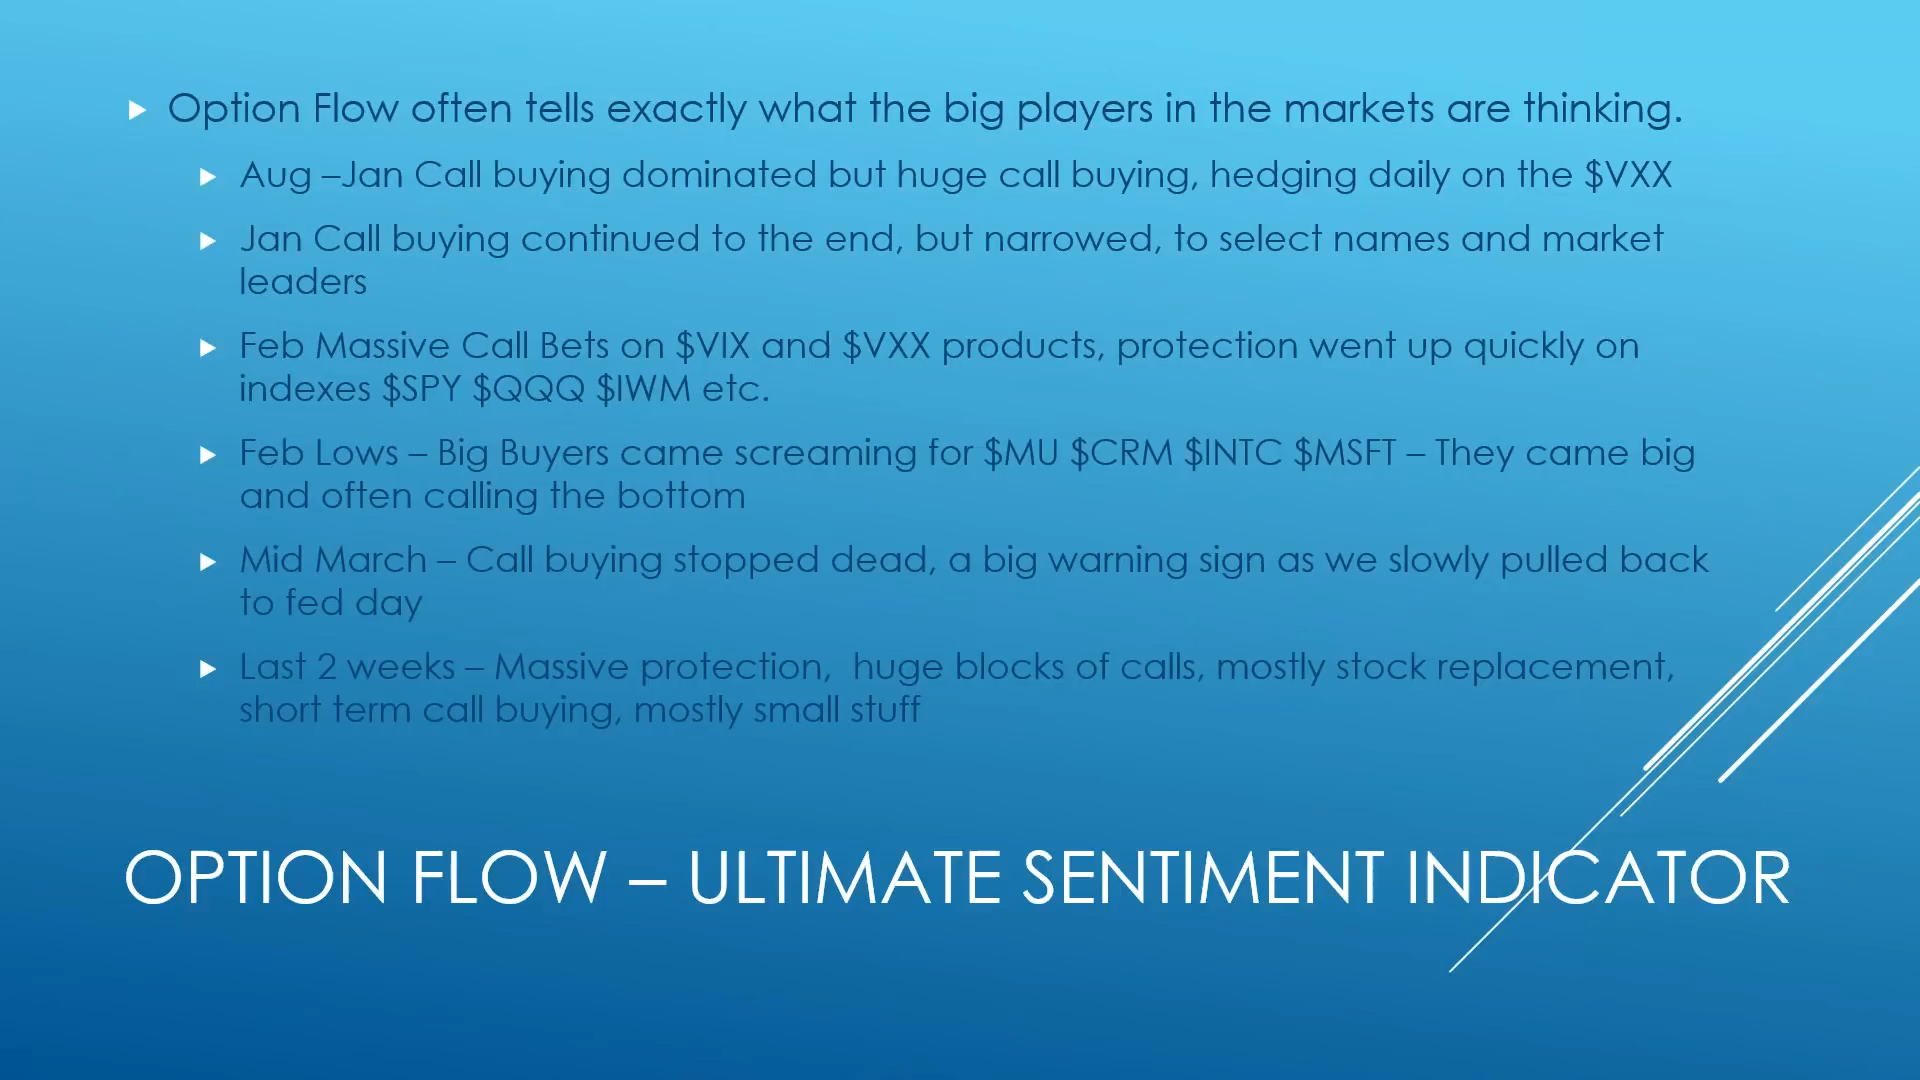 Option Flow often tells exactly what the big players in the markets are thinking.
Aug –Jan Call buying dominated but huge call buying, hedging daily on the $VXX
Jan Call buying continued to the end, but narrowed, to select names and market
leaders
Feb Massive Call Bets on $VIX and $VXX products, protection went up quickly on
indexes $SPY $QQQ $IWM etc.
Feb Lows – Big Buyers came screaming for $MU $CRM $INTC $MSFT – They came big
and often calling the bottom
Mid March – Call buying stopped dead, a big warning sign as we slowly pulled back
to fed day
Last 2 weeks – Massive protection,  huge blocks of calls, mostly stock replacement,
short term call buying, mostly small stuff
OPTION FLOW – ULTIMATE SENTIMENT INDICATOR